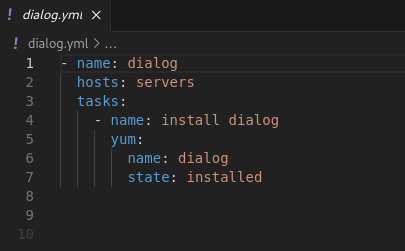 ! dialog.yml ×
! dialog.yml > ...
1 - name: dialog
2 hosts: servers
3 tasks:
4 - name: install dialog
5 yum:
6 name: dialog
7 state: installed
8
9
10